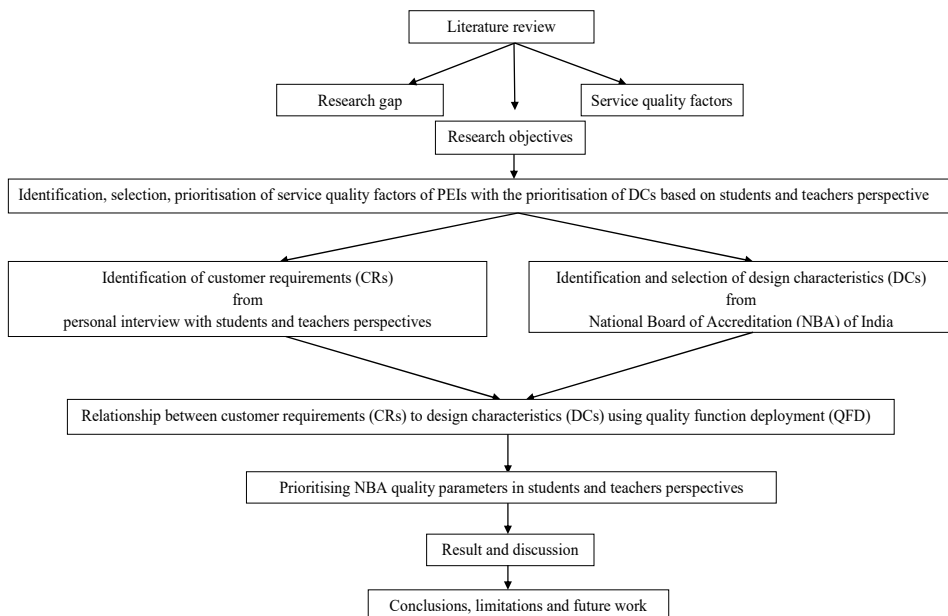 Literature review
Research gap
Service quality factors
Research objectives
Identification, selection, prioritisation of service quality factors of PEIs with the prioritisation of DCs based on students and teachers perspective
Identification of customer requirements (CRs)
from
personal interview with students and teachers perspectives
Identification and selection of design characteristics (DCs)
from
National Board of Accreditation (NBA) of India
Relationship between customer requirements (CRs) to design characteristics (DCs) using quality function deployment (QFD)
Prioritising NBA quality parameters in students and teachers perspectives
Result and discussion
Conclusions, limitations and future work